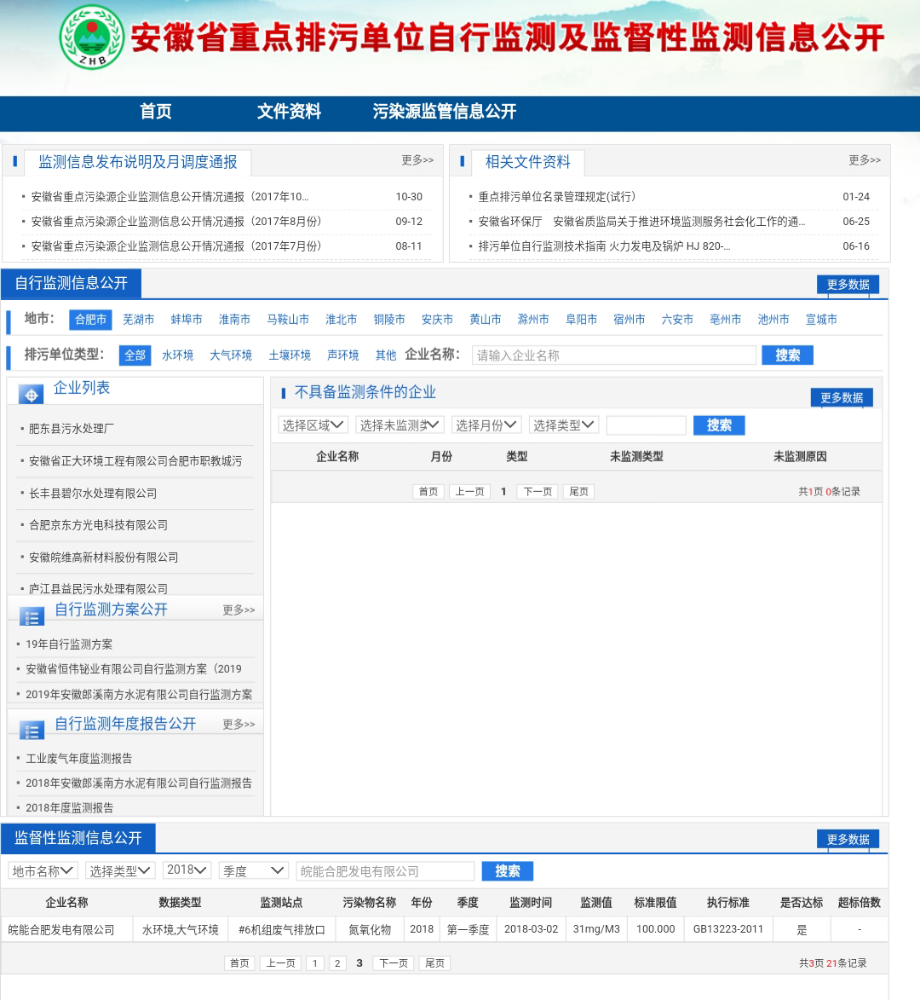 ZHB
安徽省重点排污单位自行监测及监督性监测信息公开
首页 文件资料 污染源监管信息公开
监测信息发布说明及月调度通报 更多>>
安徽省重点污染源企业监测信息公开情况通报（2017年10... 10-30
安徽省重点污染源企业监测信息公开情况通报（2017年8月份） 09-12
安徽省重点污染源企业监测信息公开情况通报（2017年7月份） 08-11
相关文件资料 更多>>
重点排污单位名录管理规定(试行） 01-24
安徽省环保厅 安徽省质监局关于推进环境监测服务社会化工作的通... 06-25
排污单位自行监测技术指南 火力发电及锅炉 HJ 820-... 06-16
自行监测信息公开 更多数据
地市： 合肥市 芜湖市 蚌埠市 淮南市 马鞍山市 淮北市 铜陵市 安庆市 黄山市 滁州市 阜阳市 宿州市 六安市 亳州市 池州市 宣城市
排污单位类型： 全部 水环境 大气环境 土壤环境 声环境 其他 企业名称： 请输入企业名称 搜索
企业列表
肥东县污水处理厂
安徽省正大环境工程有限公司合肥市职教城污
长丰县碧尔水处理有限公司
合肥京东方光电科技有限公司
安徽皖维高新材料股份有限公司
庐江县益民污水处理有限公司
自行监测方案公开 更多>>
19年自行监测方案
安徽省恒伟铋业有限公司自行监测方案（2019
2019年安徽郎溪南方水泥有限公司自行监测方案
自行监测年度报告公开 更多>>
工业废气年度监测报告
2018年安徽郎溪南方水泥有限公司自行监测报告
2018年度监测报告
不具备监测条件的企业 更多数据
选择区域 选择未监测类 选择月份 选择类型 搜索
企业名称 月份 类型 未监测类型 未监测原因
首页 上一页 1 下一页 尾页 共1页 0条记录
监督性监测信息公开 更多数据
地市名称 选择类型 2018 季度 皖能合肥发电有限公司 搜索
企业名称 数据类型 监测站点 污染物名称 年份 季度 监测时间 监测值 标准限值 执行标准 是否达标 超标倍数
皖能合肥发电有限公司 水环境,大气环境 #6机组废气排放口 氮氧化物 2018 第一季度 2018-03-02 31mg/M3 100.000 GB13223-2011 是 -
首页 上一页 1 2 3 下一页 尾页 共3页 21条记录